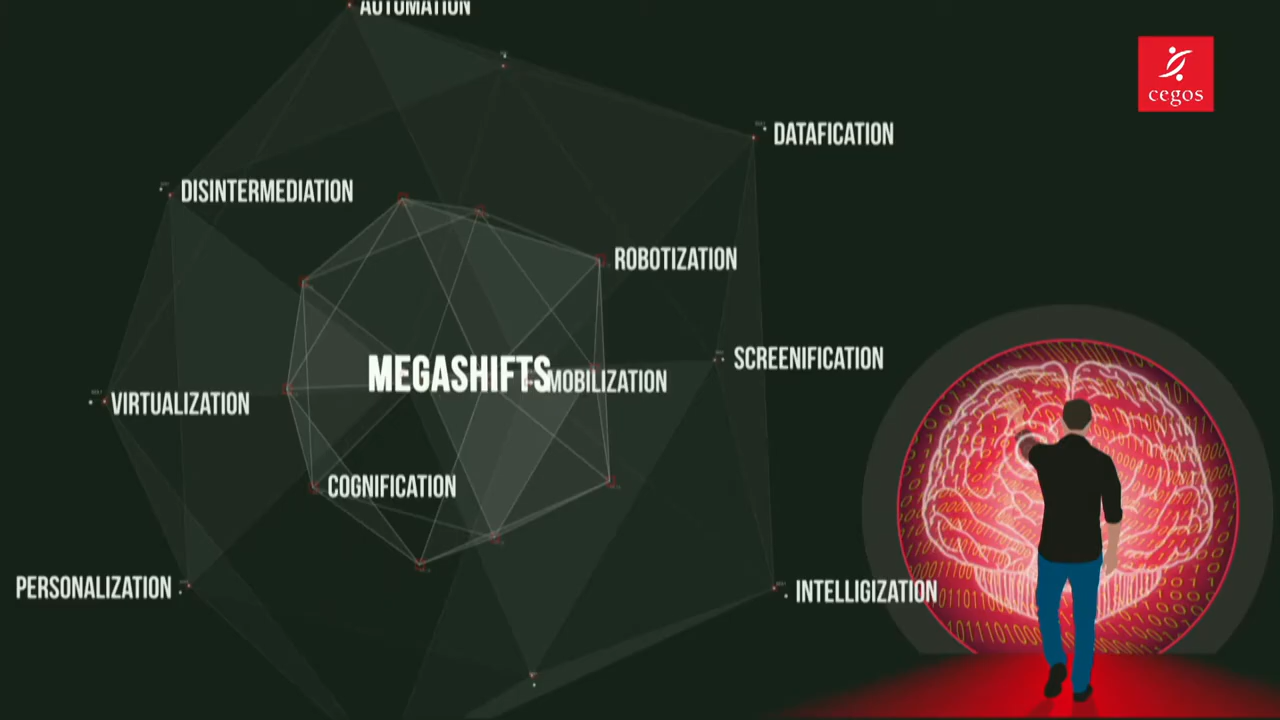 AUTOMATION
cegos
DATAFICATION
DISINTERMEDIATION
ROBOTIZATION
SCREENIFICATION
MEGASHIFTS
MOBILIZATION
VIRTUALIZATION
COGNIFICATION
PERSONALIZATION
INTELLIGIZATION